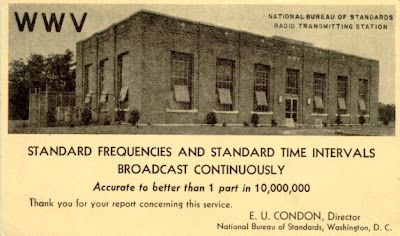 WWV
NATIONAL BUREAU OF STANDARDS
RADIO TRANSMITTING STATION
STANDARD FREQUENCIES AND STANDARD TIME INTERVALS
BROADCAST CONTINUOUSLY
Accurate to better than 1 part in 10,000,000
Thank you for your report concerning this service.
E. U. CONDON, Director
National Bureau of Standards, Washington, D. C.